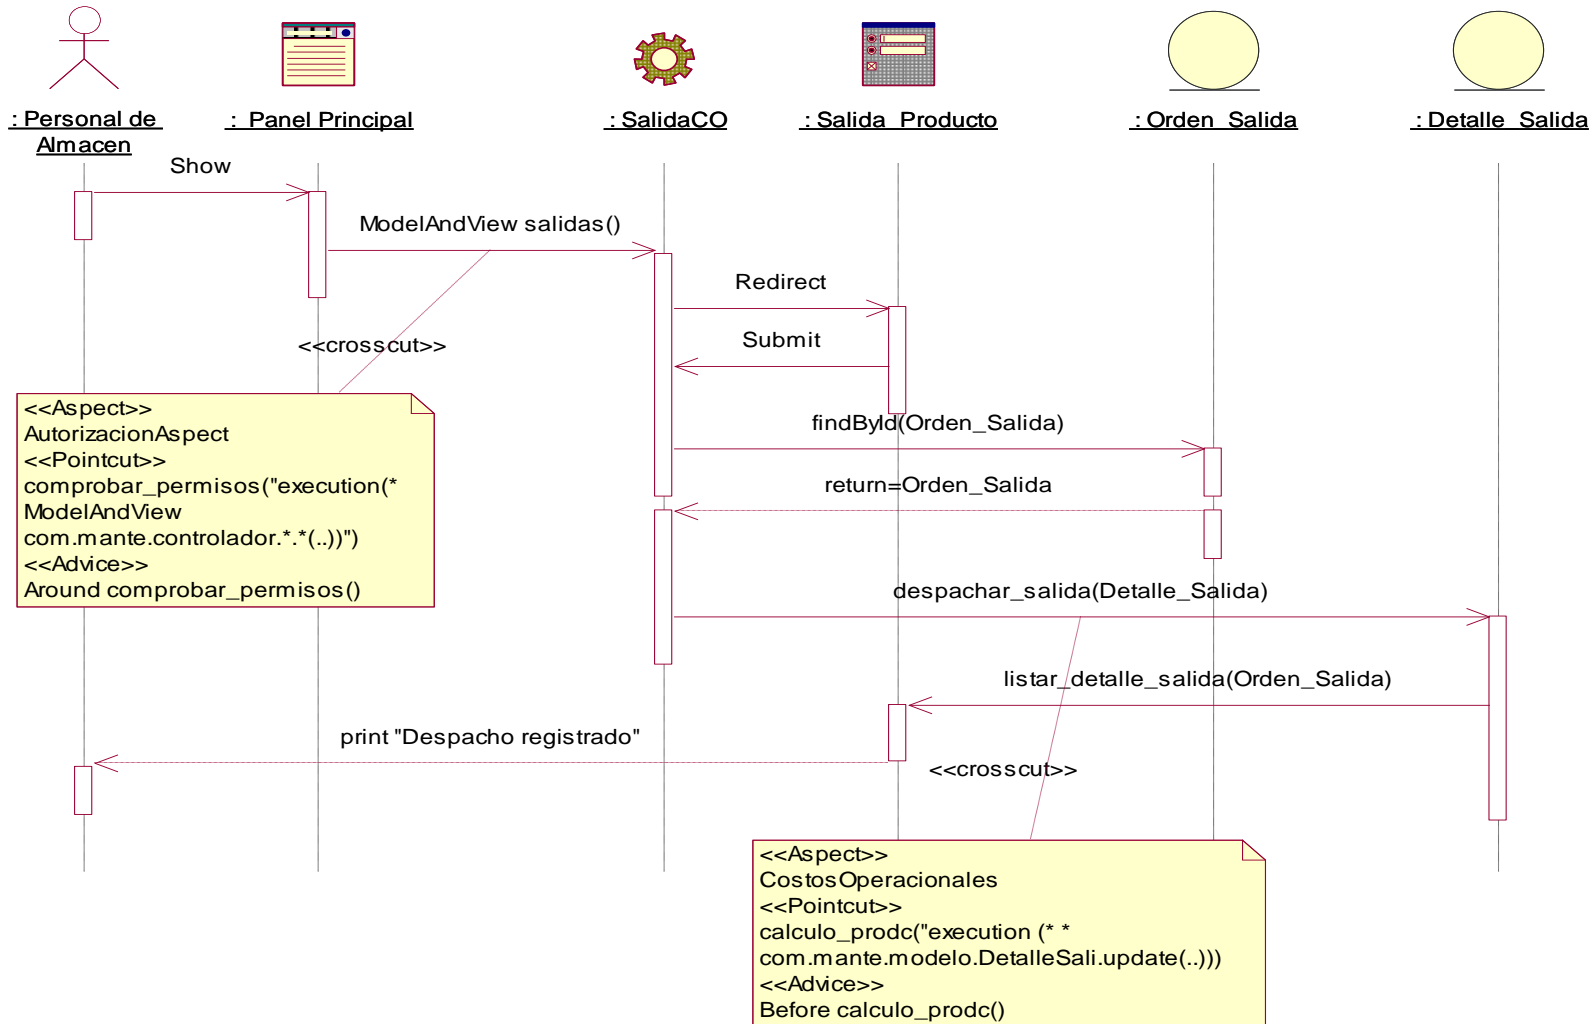 : Personal de
Almacen
: Panel Principal
: SalidaCO
: Salida_Producto
: Orden_Salida
: Detalle_Salida
Show
ModelAndView salidas()
Redirect
<<crosscut>>
Submit
<<Aspect>>
AutorizacionAspect
<<Pointcut>>
comprobar_permisos("execution(*
ModelAndView
com.mante.controlador.*.*(..))")
<<Advice>>
Around comprobar_permisos()
findById(Orden_Salida)
return=Orden_Salida
despachar_salida(Detalle_Salida)
listar_detalle_salida(Orden_Salida)
print "Despacho registrado"
<<crosscut>>
<<Aspect>>
CostosOperacionales
<<Pointcut>>
calculo_prodc("execution (* *
com.mante.modelo.DetalleSali.update(..)))
<<Advice>>
Before calculo_prodc()